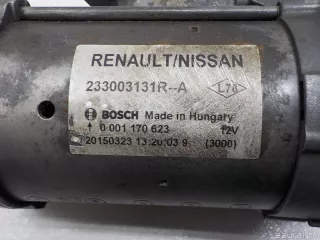 RENAULT/NISSAN
233003131R--A
L78
BOSCH Made in Hungary
0 001 170 623 12V
20150323 13:20:03 9 (3000)